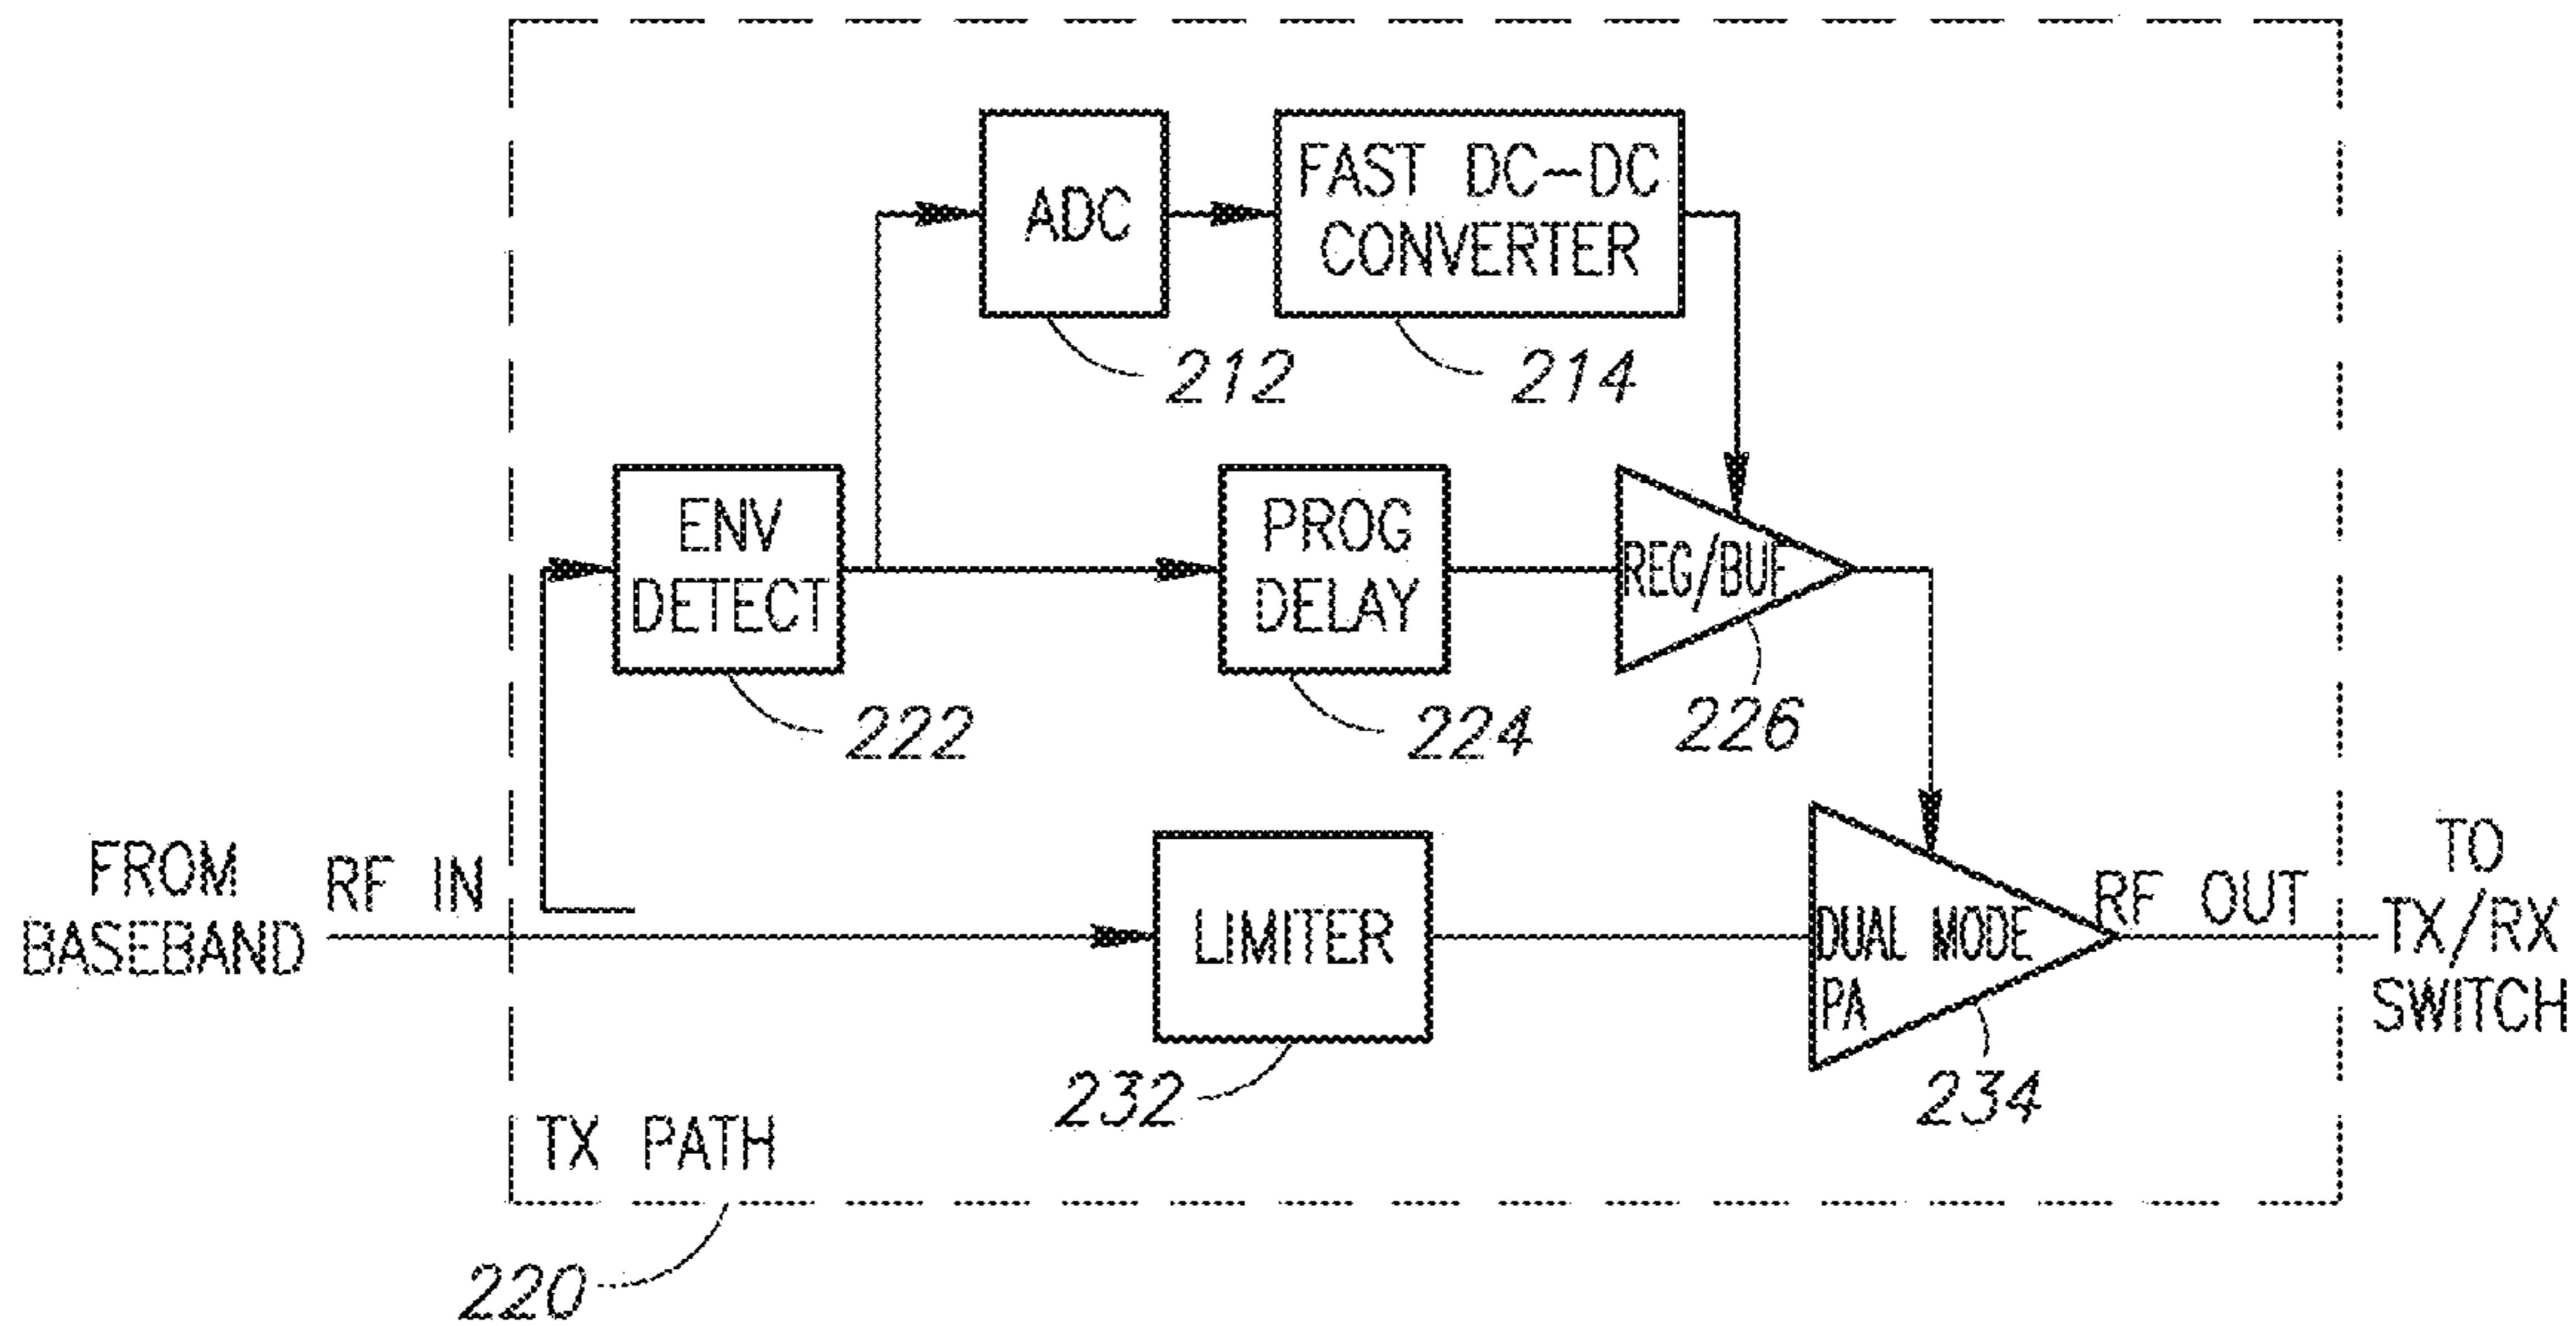 ADC
FAST DC-DC
CONVERTER
212
214
ENV
DETECT
PROG
DELAY
REG/BUF
222
224
226
FROM
BASEBAND
RF IN
LIMITER
DUAL MODE
PA
RF OUT
TO
TX/RX
SWITCH
232
234
TX PATH
220